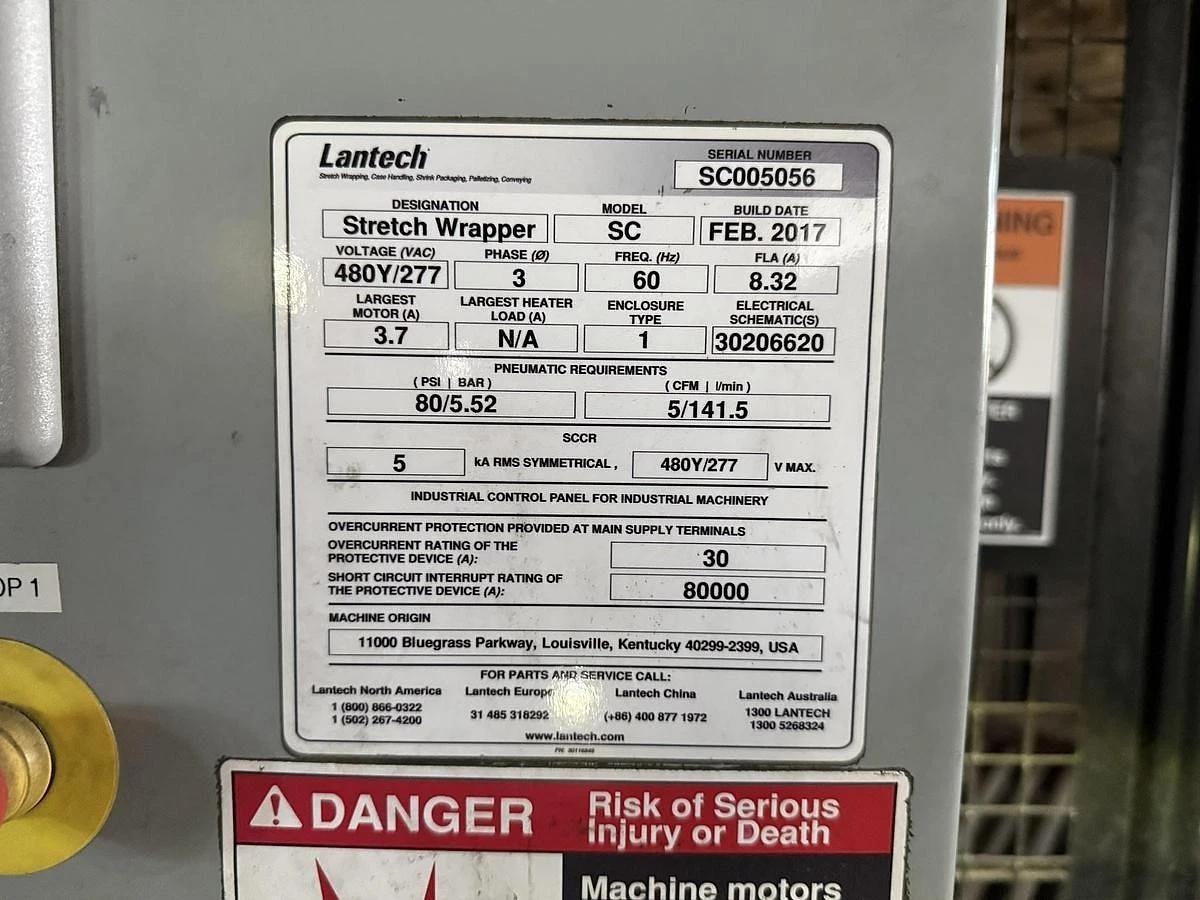 Lantech
Stretch Wrapping, Case Handling, Shrink Packaging, Palletizing, Conveying
SERIAL NUMBER
SC005056
DESIGNATION MODEL BUILD DATE
Stretch Wrapper SC FEB. 2017
VOLTAGE (VAC) PHASE (Ø) FREQ. (Hz) FLA (A)
480Y/277 3 60 8.32
LARGEST MOTOR (A) LARGEST HEATER LOAD (A) ENCLOSURE TYPE ELECTRICAL SCHEMATIC(S)
3.7 N/A 1 30206620
PNEUMATIC REQUIREMENTS
( PSI | BAR ) ( CFM | l/min )
80/5.52 5/141.5
SCCR
5 kA RMS SYMMETRICAL , 480Y/277 V MAX.
INDUSTRIAL CONTROL PANEL FOR INDUSTRIAL MACHINERY
OVERCURRENT PROTECTION PROVIDED AT MAIN SUPPLY TERMINALS
OVERCURRENT RATING OF THE
PROTECTIVE DEVICE (A): 30
SHORT CIRCUIT INTERRUPT RATING OF
THE PROTECTIVE DEVICE (A): 80000
MACHINE ORIGIN
11000 Bluegrass Parkway, Louisville, Kentucky 40299-2399, USA
FOR PARTS AND SERVICE CALL:
Lantech North America Lantech Europe Lantech China Lantech Australia
1 (800) 866-0322 31 485 318292 (+86) 400 877 1972 1300 LANTECH
1 (502) 267-4200 1300 5268324
www.lantech.com
DANGER
Risk of Serious
Injury or Death
Machine motors
OP 1
NING
only.